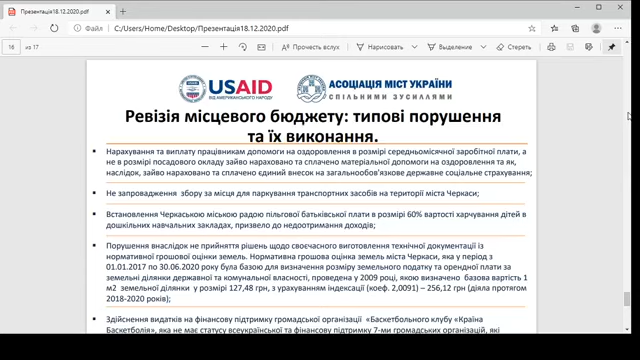 Презентація18.12.2020.pdf
C:/Users/Home/Desktop/Презентація18.12.2020.pdf
16 из 17
Прочесть вслух
Нарисовать
Выделение
Стереть
USAID
ВІД АМЕРИКАНСЬКОГО НАРОДУ
АСОЦІАЦІЯ МІСТ УКРАЇНИ
СПІЛЬНИМИ ЗУСИЛЛЯМИ
Ревізія місцевого бюджету: типові порушення
та їх виконання.
Нарахування та виплату працівникам допомоги на оздоровлення в розмірі середньомісячної заробітної плати, а
не в розмірі посадового окладу зайво нараховано та сплачено матеріальної допомоги на оздоровлення та як,
наслідок, зайво нараховано та сплачено єдиний внесок на загальнообов'язкове державне соціальне страхування;
Не запровадження збору за місця для паркування транспортних засобів на території міста Черкаси;
Встановлення Черкаською міською радою пільгової батьківської плати в розмірі 60% вартості харчування дітей в
дошкільних навчальних закладах, призвело до недоотримання доходів;
Порушення внаслідок не прийняття рішень щодо своєчасного виготовлення технічної документації із
нормативної грошової оцінки земель. Нормативна грошова оцінка земель міста Черкаси, яка у період з
01.01.2017 по 30.06.2020 року була базою для визначення розміру земельного податку та орендної плати за
земельні ділянки державної та комунальної власності, проведена у 2009 році, якою визначено базова вартість 1
м2 земельної ділянки у розмірі 127,48 грн, з урахуванням індексації (коеф. 2,0091) – 256,12 грн (діяла протягом
2018-2020 років);
Здійснення видатків на фінансову підтримку громадської організації «Баскетбольного клубу «Країна
Баскетболія», яка не має статусу всеукраїнської та фінансову підтримку 7-ми громадських організацій, які